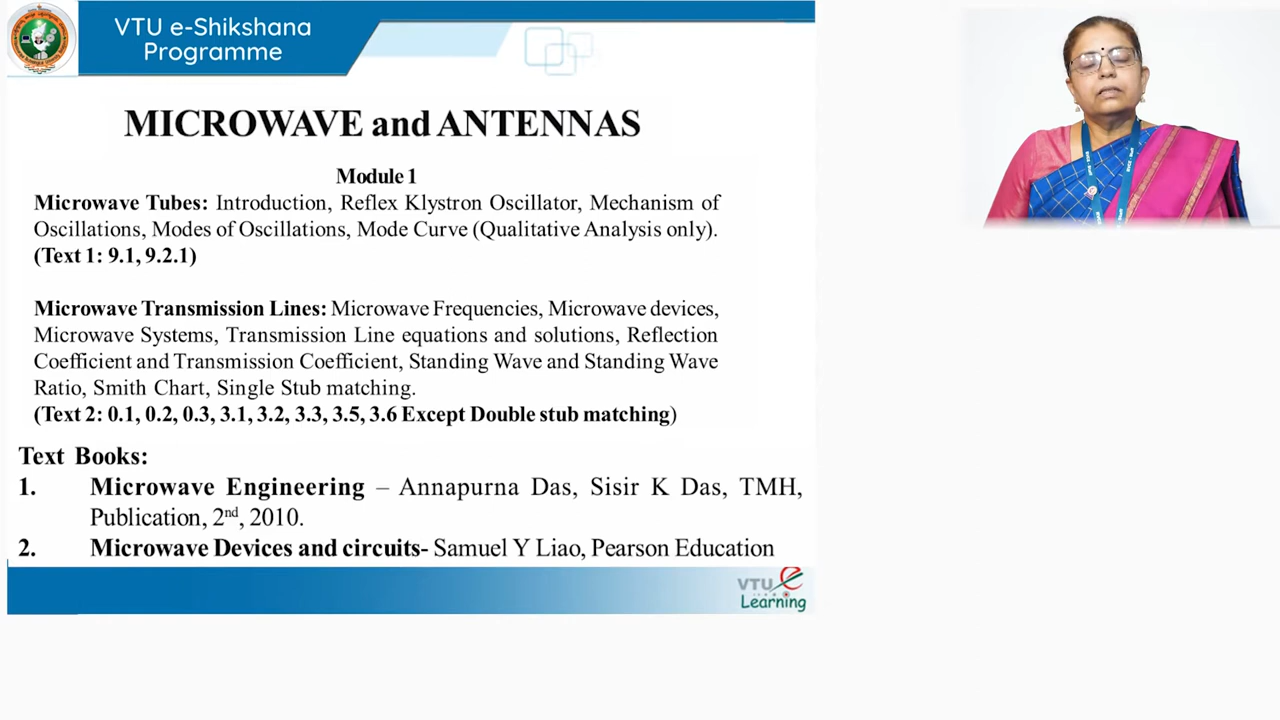 VTU e-Shikshana
Programme
MICROWAVE and ANTENNAS
Module 1
Microwave Tubes: Introduction, Reflex Klystron Oscillator, Mechanism of
Oscillations, Modes of Oscillations, Mode Curve (Qualitative Analysis only).
(Text 1: 9.1, 9.2.1)
Microwave Transmission Lines: Microwave Frequencies, Microwave devices,
Microwave Systems, Transmission Line equations and solutions, Reflection
Coefficient and Transmission Coefficient, Standing Wave and Standing Wave
Ratio, Smith Chart, Single Stub matching.
(Text 2: 0.1, 0.2, 0.3, 3.1, 3.2, 3.3, 3.5, 3.6 Except Double stub matching)
Text Books:
1. Microwave Engineering – Annapurna Das, Sisir K Das, TMH,
Publication, 2nd, 2010.
2. Microwave Devices and circuits- Samuel Y Liao, Pearson Education
VTU e
Learning